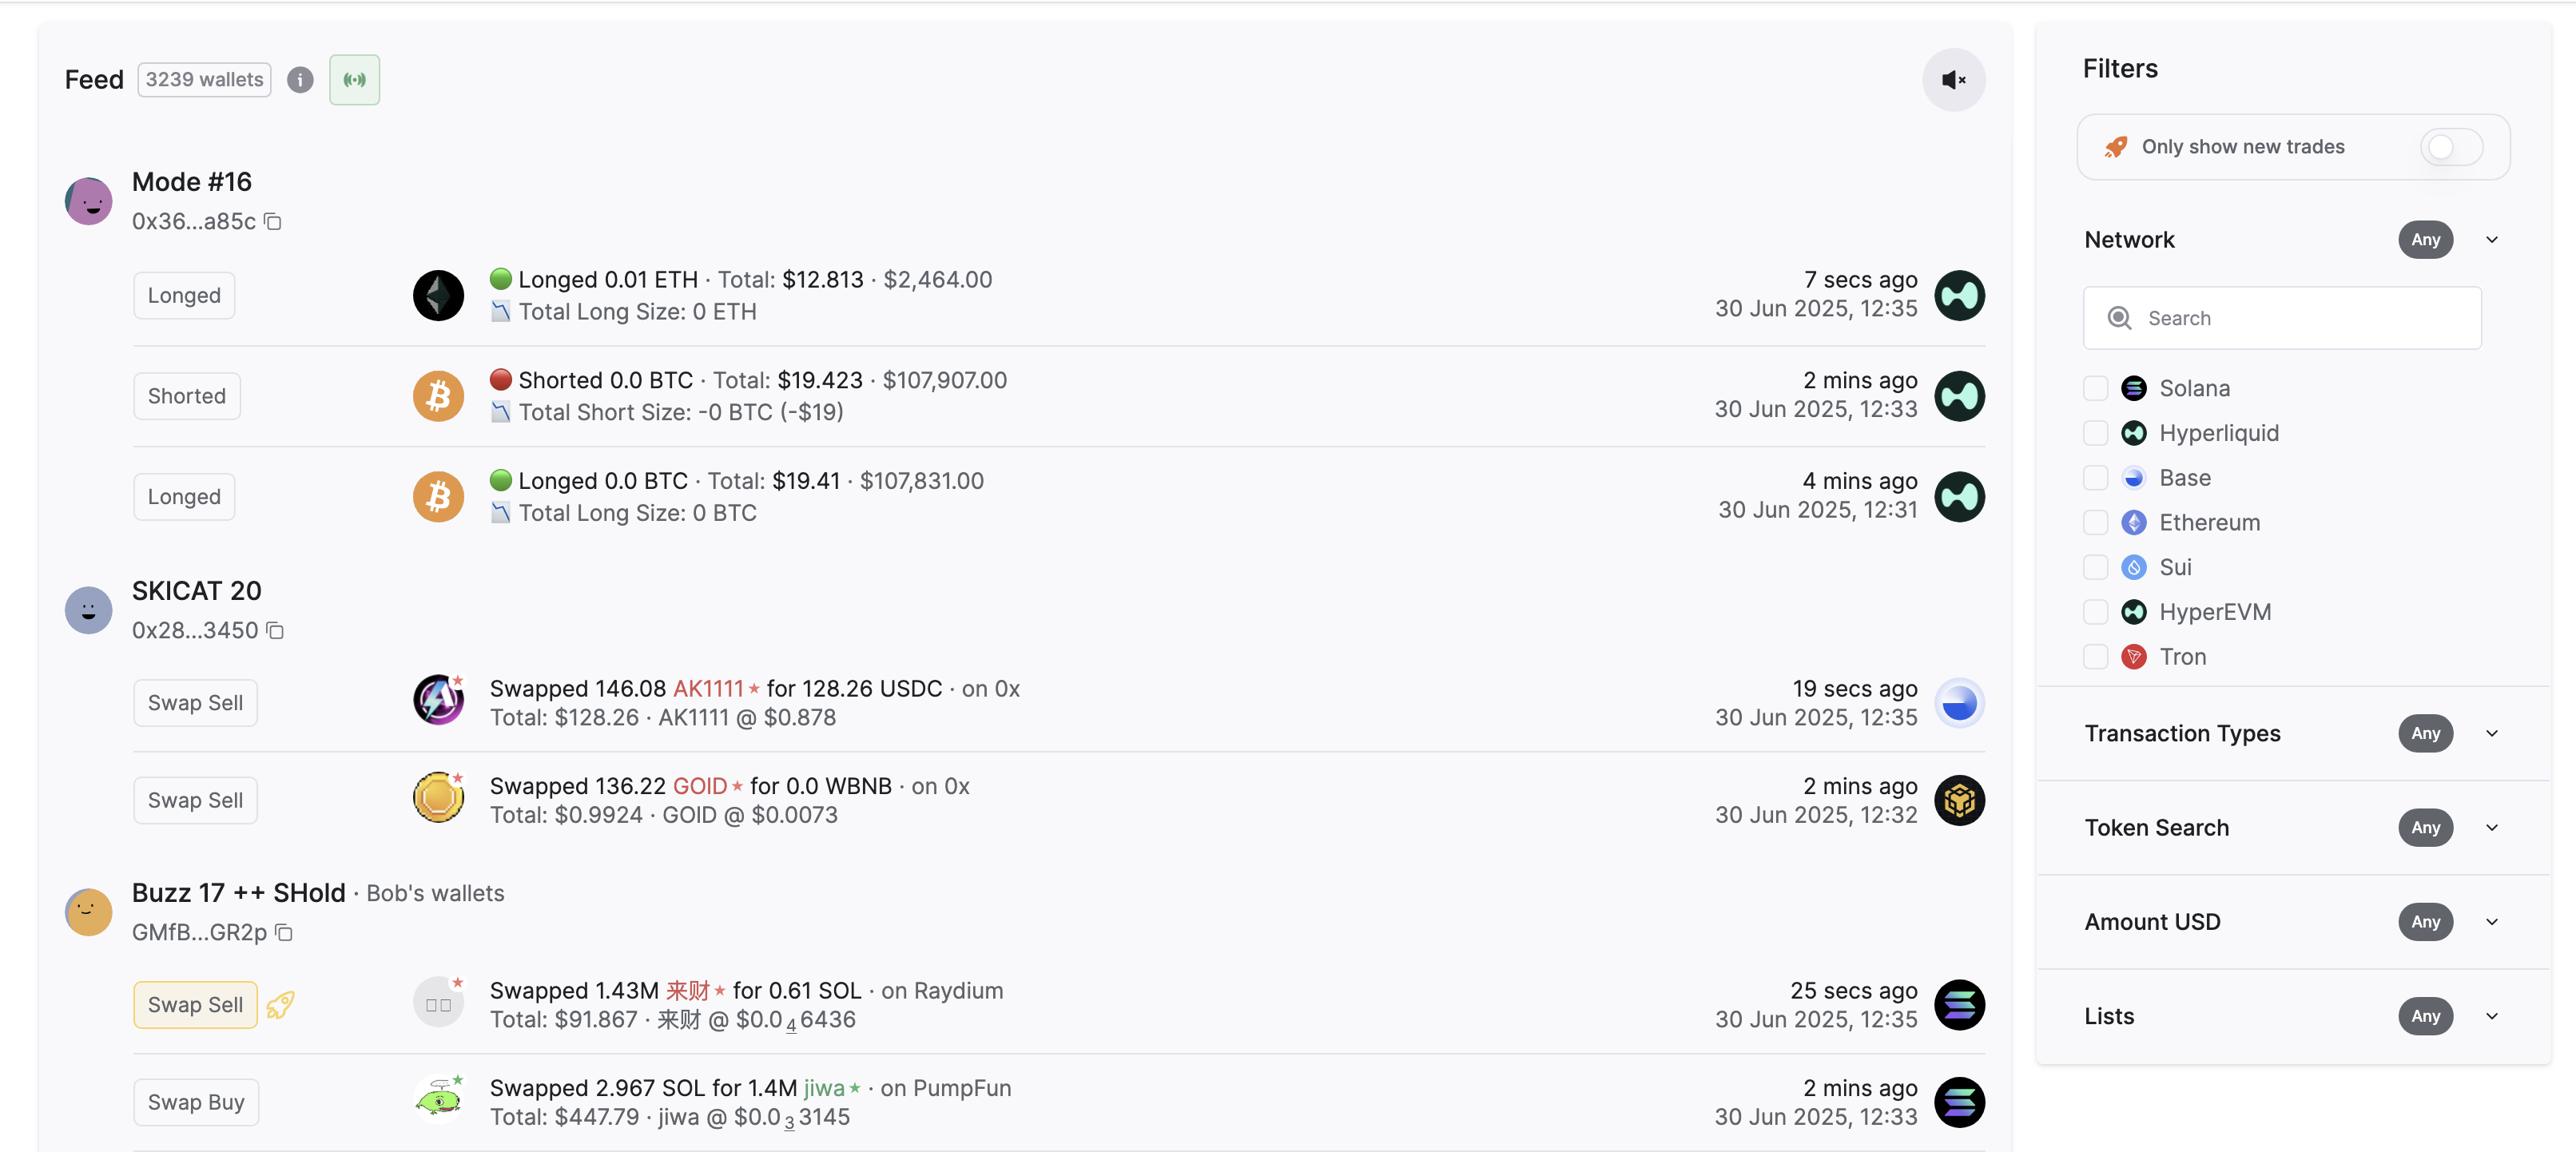 Feed 3239 wallets
Mode #16
0x36...a85c
Longed
Longed 0.01 ETH · Total: $12.813 · $2,464.00
Total Long Size: 0 ETH
7 secs ago
30 Jun 2025, 12:35
Shorted
Shorted 0.0 BTC · Total: $19.423 · $107,907.00
Total Short Size: -0 BTC (-$19)
2 mins ago
30 Jun 2025, 12:33
Longed
Longed 0.0 BTC · Total: $19.41 · $107,831.00
Total Long Size: 0 BTC
4 mins ago
30 Jun 2025, 12:31
SKICAT 20
0x28...3450
Swap Sell
Swapped 146.08 AK1111 ★ for 128.26 USDC · on 0x
Total: $128.26 · AK1111 @ $0.878
19 secs ago
30 Jun 2025, 12:35
Swap Sell
Swapped 136.22 GOID ★ for 0.0 WBNB · on 0x
Total: $0.9924 · GOID @ $0.0073
2 mins ago
30 Jun 2025, 12:32
Buzz 17 ++ SHold · Bob's wallets
GMfB...GR2p
Swap Sell
Swapped 1.43M 来财 ★ for 0.61 SOL · on Raydium
Total: $91.867 · 来财 @ $0.0₄6436
25 secs ago
30 Jun 2025, 12:35
Swap Buy
Swapped 2.967 SOL for 1.4M jiwa ★ · on PumpFun
Total: $447.79 · jiwa @ $0.0₃3145
2 mins ago
30 Jun 2025, 12:33
Filters
Only show new trades
Network Any
Search
Solana
Hyperliquid
Base
Ethereum
Sui
HyperEVM
Tron
Transaction Types Any
Token Search Any
Amount USD Any
Lists Any